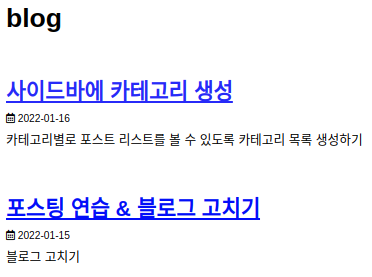 blog
사이드바에 카테고리 생성
2022-01-16
카테고리별로 포스트 리스트를 볼 수 있도록 카테고리 목록 생성하기
포스팅 연습 & 블로그 고치기
2022-01-15
블로그 고치기